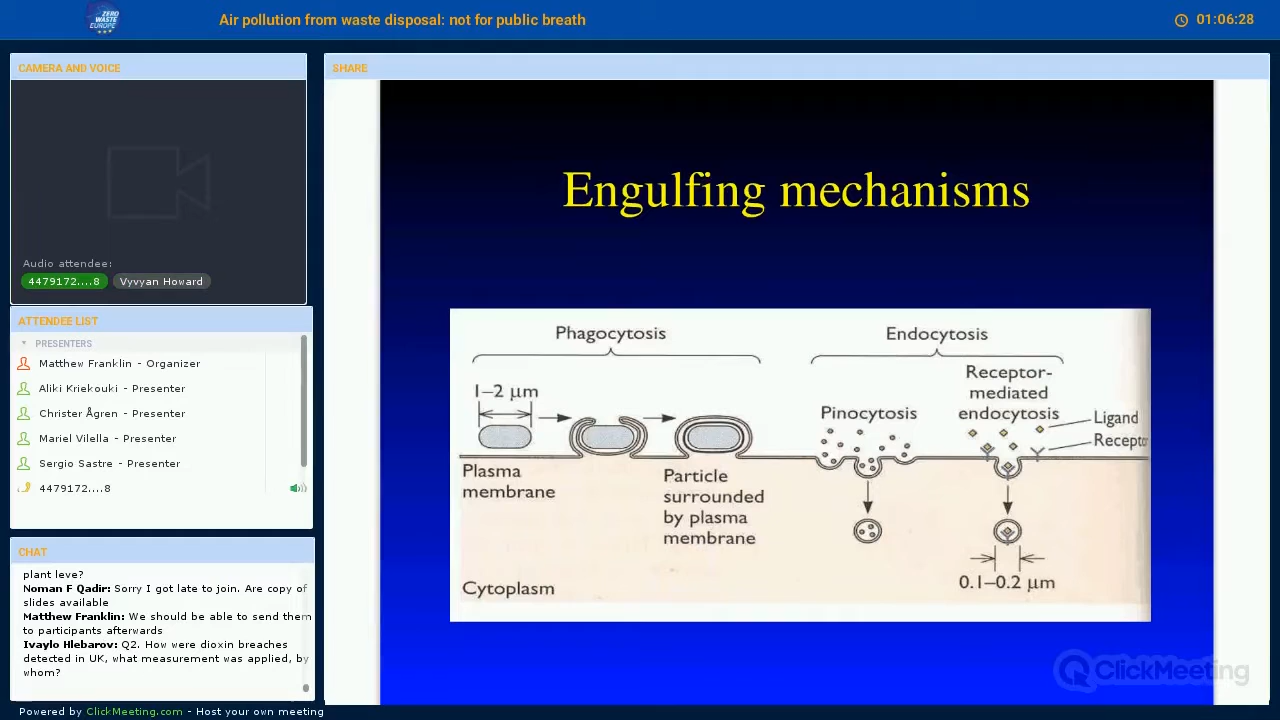 ZERO WASTE EUROPE
Air pollution from waste disposal: not for public breath
01:06:28
CAMERA AND VOICE
Audio attendee:
4479172....8
Vyvyan Howard
ATTENDEE LIST
PRESENTERS
Matthew Franklin - Organizer
Aliki Kriekouki - Presenter
Christer Ågren - Presenter
Mariel Vilella - Presenter
Sergio Sastre - Presenter
4479172....8
CHAT
plant leve?
Noman F Qadir: Sorry I got late to join. Are copy of
slides available
Matthew Franklin: We should be able to send them
to participants afterwards
Ivaylo Hlebarov: Q2. How were dioxin breaches
detected in UK, what measurement was applied, by
whom?
SHARE
Engulfing mechanisms
Phagocytosis
Endocytosis
1–2 µm
Receptor-
mediated
endocytosis
Pinocytosis
Ligand
Recepto
Plasma
membrane
Particle
surrounded
by plasma
membrane
Cytoplasm
0.1–0.2 µm
ClickMeeting
Powered by ClickMeeting.com - Host your own meeting